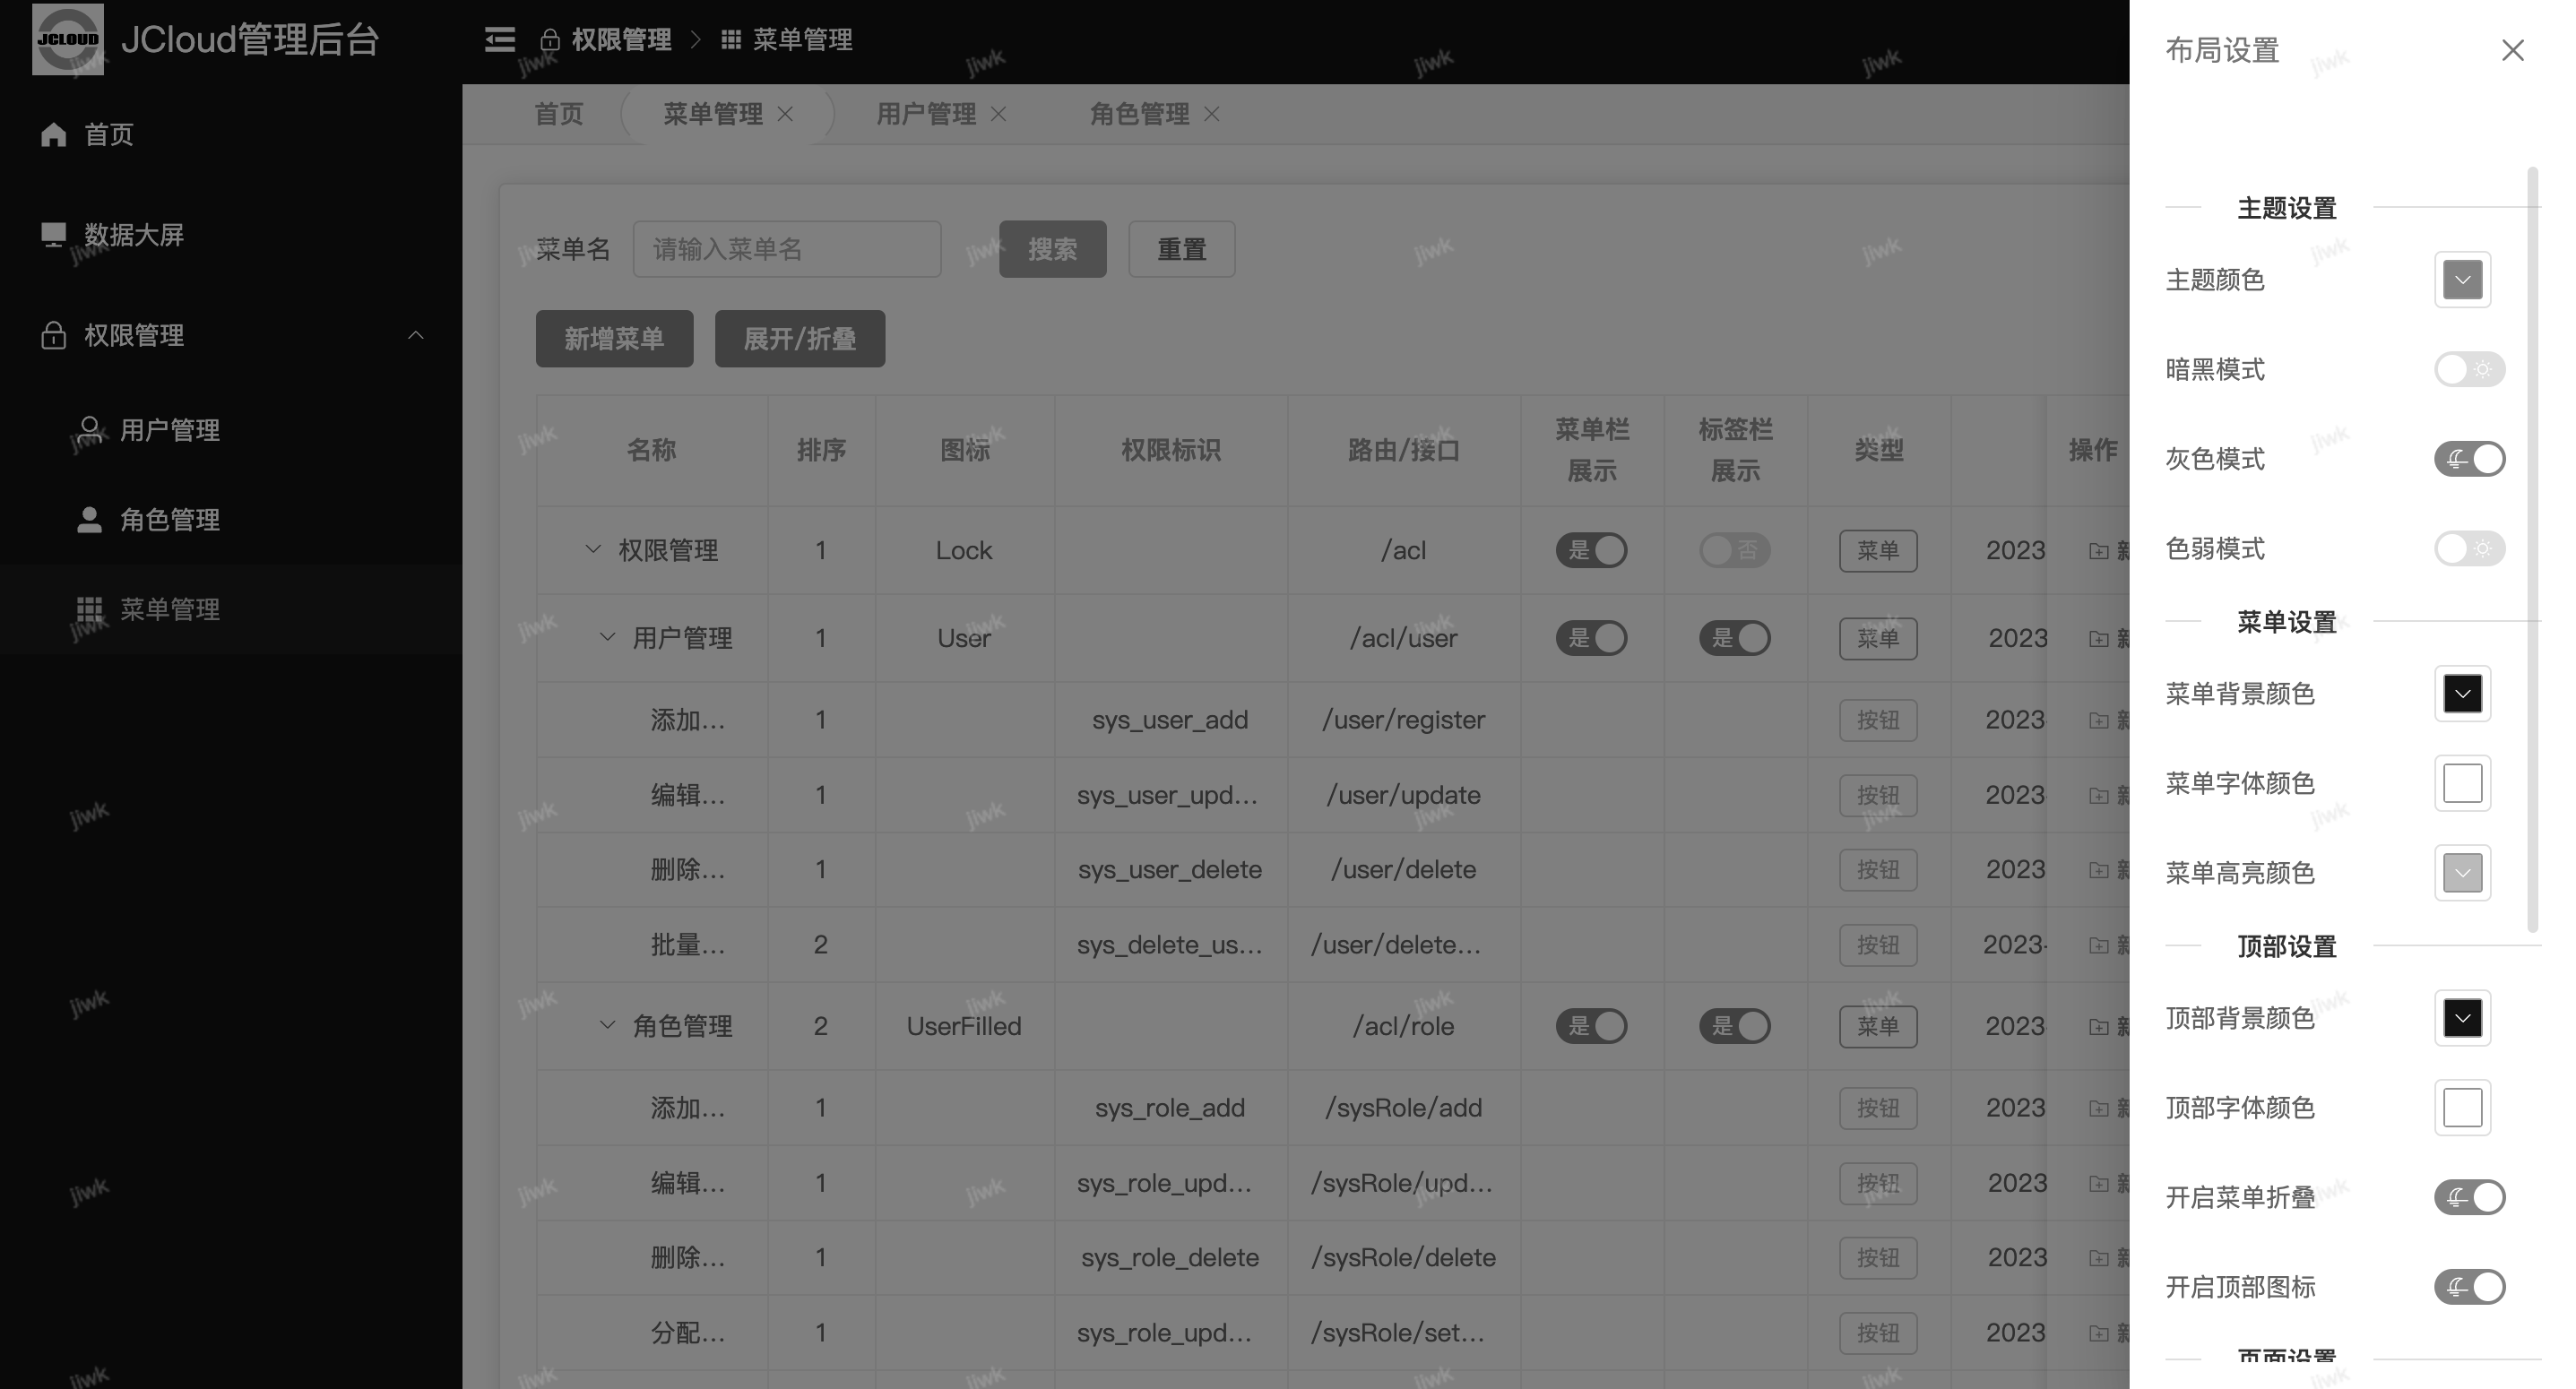 JCLOUD JCloud管理后台
权限管理 菜单管理
首页
数据大屏
权限管理
用户管理
角色管理
菜单管理
首页 菜单管理 用户管理 角色管理
菜单名 请输入菜单名 搜索 重置
新增菜单 展开/折叠
名称 排序 图标 权限标识 路由/接口 菜单栏展示 标签栏展示 类型 操作
权限管理 1 Lock /acl 是 否 菜单 2023
用户管理 1 User /acl/user 是 是 菜单 2023
添加... 1 sys_user_add /user/register 按钮 2023-
编辑... 1 sys_user_upd... /user/update 按钮 2023-
删除... 1 sys_user_delete /user/delete 按钮 2023-
批量... 2 sys_delete_us... /user/delete... 按钮 2023-
角色管理 2 UserFilled /acl/role 是 是 菜单 2023-
添加... 1 sys_role_add /sysRole/add 按钮 2023
编辑... 1 sys_role_upd... /sysRole/upd... 按钮 2023
删除... 1 sys_role_delete /sysRole/delete 按钮 2023
分配... 1 sys_role_upd... /sysRole/set... 按钮 2023
布局设置
主题设置
主题颜色
暗黑模式
灰色模式
色弱模式
菜单设置
菜单背景颜色
菜单字体颜色
菜单高亮颜色
顶部设置
顶部背景颜色
顶部字体颜色
开启菜单折叠
开启顶部图标
页面设置
jiwk